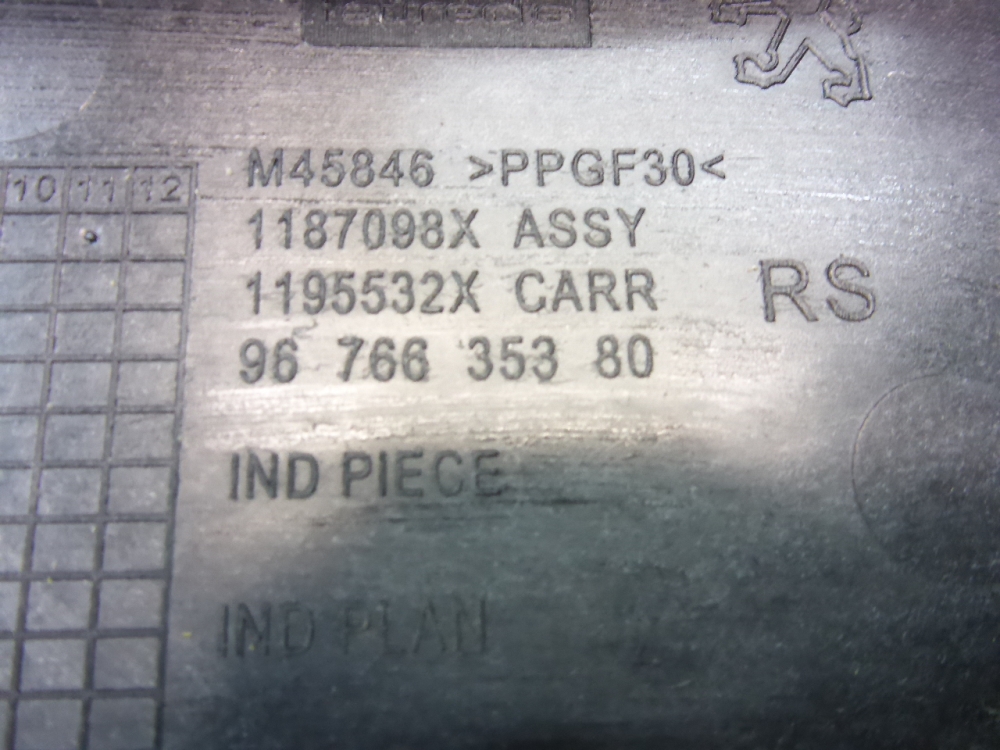 10 11 12
M45846 >PPGF30<
1187098X ASSY
1195532X CARR
RS
96 766 353 80
IND PIECE
IND PLAN